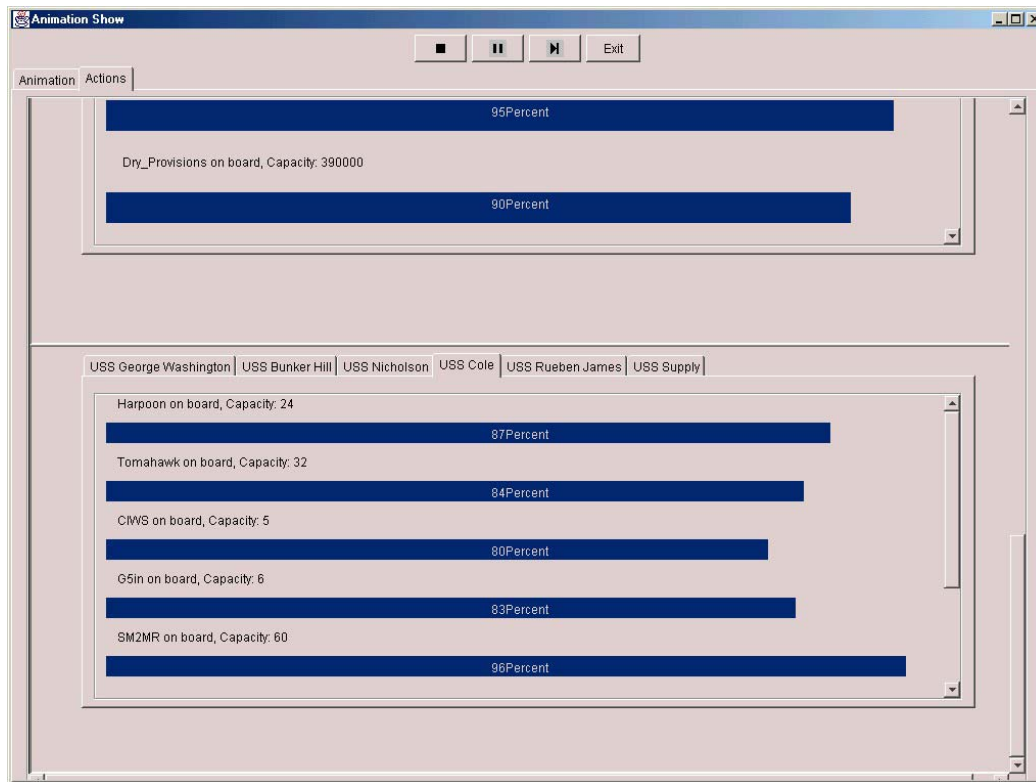 Animation Show
Exit
Animation Actions
95Percent
Dry_Provisions on board, Capacity: 390000
90Percent
USS George Washington USS Bunker Hill USS Nicholson USS Cole USS Rueben James USS Supply
Harpoon on board, Capacity: 24
87Percent
Tomahawk on board, Capacity: 32
84Percent
CIWS on board, Capacity: 5
80Percent
G5in on board, Capacity: 6
83Percent
SM2MR on board, Capacity: 60
96Percent